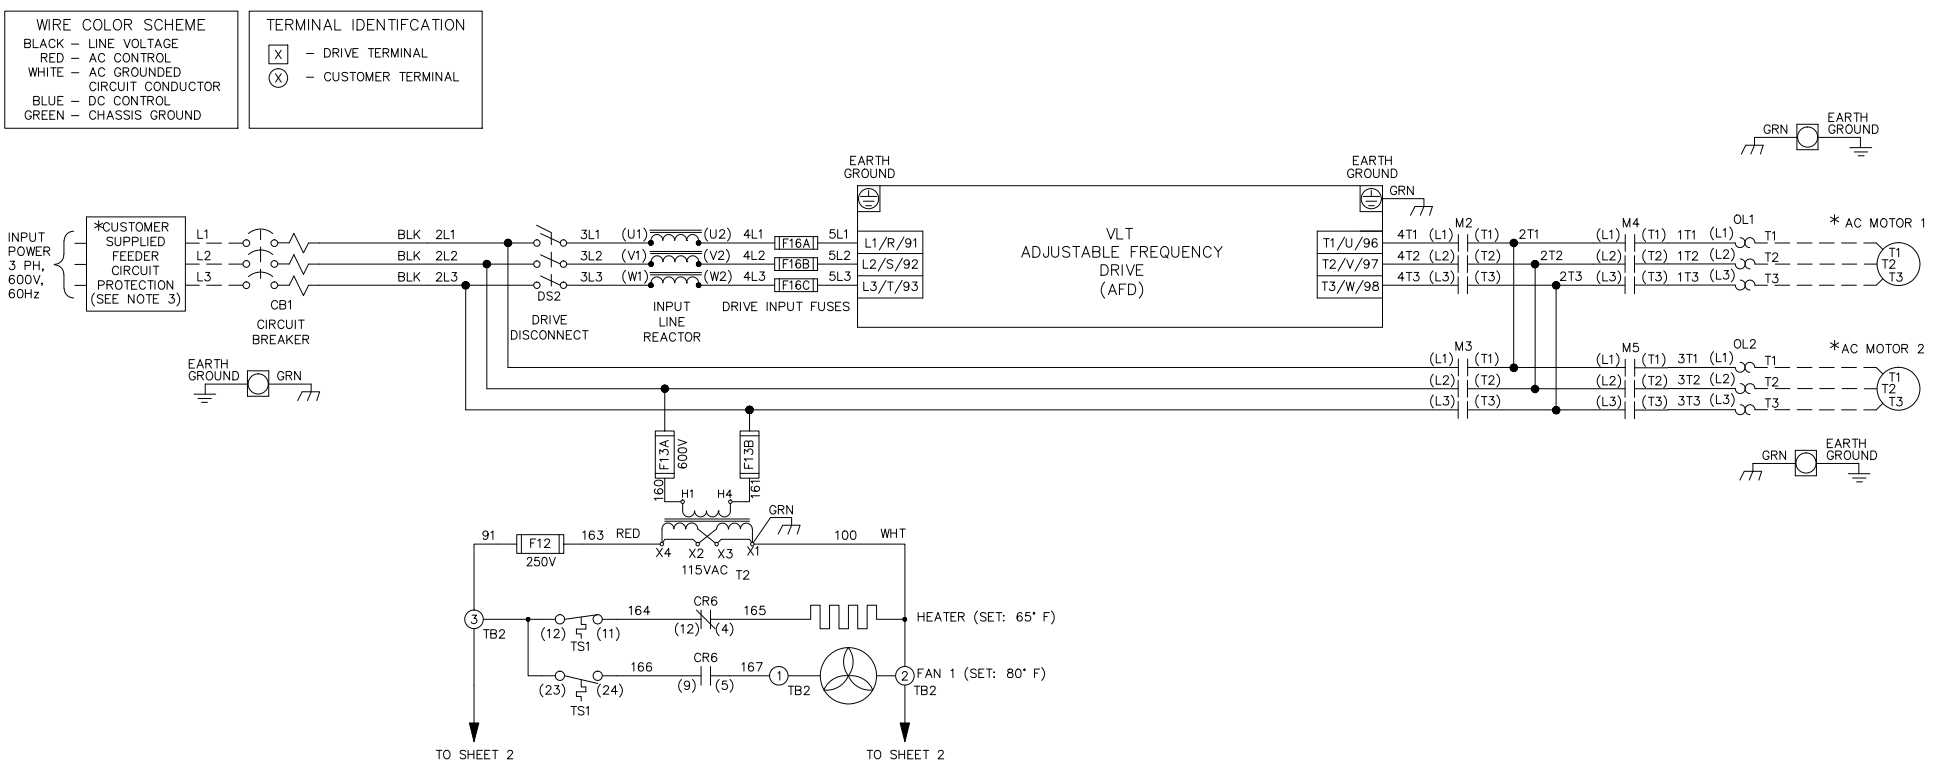 WIRE COLOR SCHEME
BLACK – LINE VOLTAGE
RED – AC CONTROL
WHITE – AC GROUNDED
CIRCUIT CONDUCTOR
BLUE – DC CONTROL
GREEN – CHASSIS GROUND
TERMINAL IDENTIFCATION
X – DRIVE TERMINAL
X – CUSTOMER TERMINAL
INPUT
POWER
3 PH,
600V,
60Hz
*CUSTOMER
SUPPLIED
FEEDER
CIRCUIT
PROTECTION
(SEE NOTE 3)
L1
L2
L3
CB1
CIRCUIT
BREAKER
EARTH
GROUND
GRN
BLK 2L1
BLK 2L2
BLK 2L3
DS2
DRIVE
DISCONNECT
3L1 (U1) (U2) 4L1 F16A 5L1
3L2 (V1) (V2) 4L2 F16B 5L2
3L3 (W1) (W2) 4L3 F16C 5L3
INPUT
LINE
REACTOR
DRIVE INPUT FUSES
EARTH
GROUND
L1/R/91
L2/S/92
L3/T/93
VLT
ADJUSTABLE FREQUENCY
DRIVE
(AFD)
EARTH
GROUND
GRN
T1/U/96
T2/V/97
T3/W/98
M2
4T1 (L1) (T1) 2T1
4T2 (L2) (T2) 2T2
4T3 (L3) (T3) 2T3
M4
OL1
(L1) (T1) 1T1 (L1) T1
(L2) (T2) 1T2 (L2) T2
(L3) (T3) 1T3 (L3) T3
* AC MOTOR 1
T1
T2
T3
GRN
EARTH
GROUND
M3
(L1) (T1)
(L2) (T2)
(L3) (T3)
M5
OL2
(L1) (T1) 3T1 (L1) T1
(L2) (T2) 3T2 (L2) T2
(L3) (T3) 3T3 (L3) T3
*AC MOTOR 2
T1
T2
T3
GRN
EARTH
GROUND
F13A
600V
F13B
160
161
H1 H4
GRN
X4 X2 X3 X1
115VAC T2
91 F12 163 RED
250V
100 WHT
3
TB2
(12) (11)
TS1
164
CR6
(12) (4)
165
HEATER (SET: 65° F)
(23) (24)
TS1
166
CR6
(9) (5)
167
1
TB2
2
TB2
FAN 1 (SET: 80° F)
TO SHEET 2
TO SHEET 2